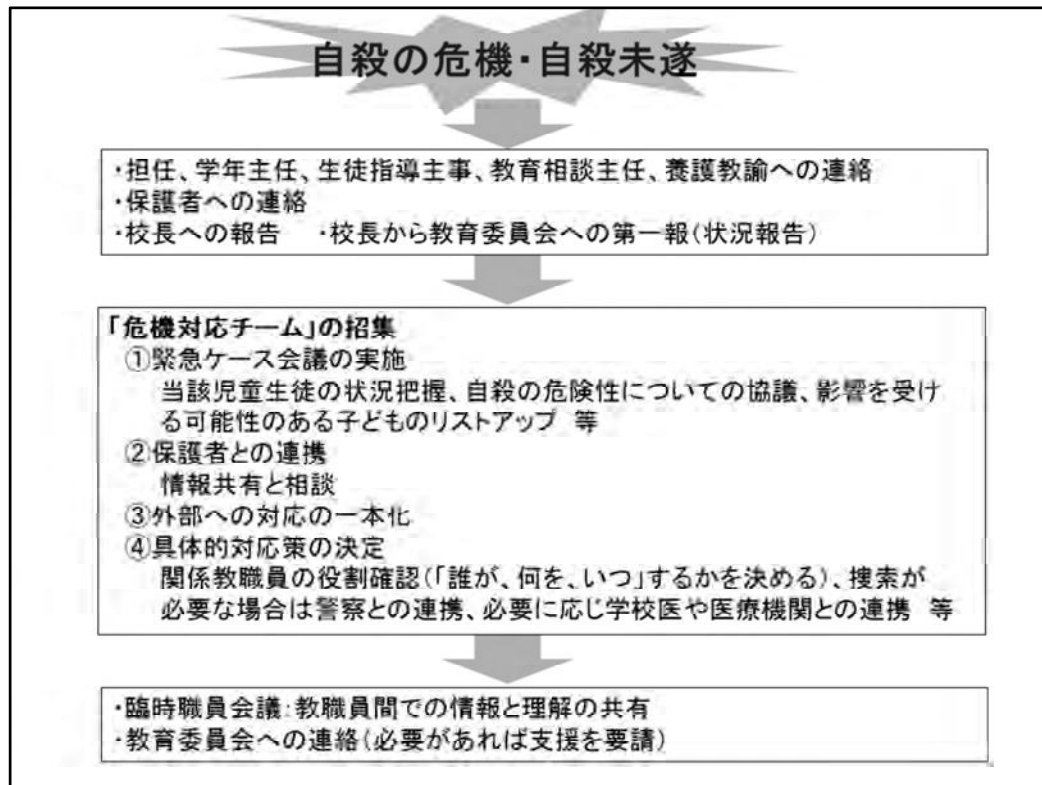 自殺の危機・自殺未遂
・担任、学年主任、生徒指導主事、教育相談主任、養護教諭への連絡
・保護者への連絡
・校長への報告　・校長から教育委員会への第一報(状況報告)
「危機対応チーム」の招集
①緊急ケース会議の実施
当該児童生徒の状況把握、自殺の危険性についての協議、影響を受け
る可能性のある子どものリストアップ 等
②保護者との連携
情報共有と相談
③外部への対応の一本化
④具体的対応策の決定
関係教職員の役割確認(「誰が、何を、いつ」するかを決める)、捜索が
必要な場合は警察との連携、必要に応じ学校医や医療機関との連携 等
・臨時職員会議:教職員間での情報と理解の共有
・教育委員会への連絡(必要があれば支援を要請)